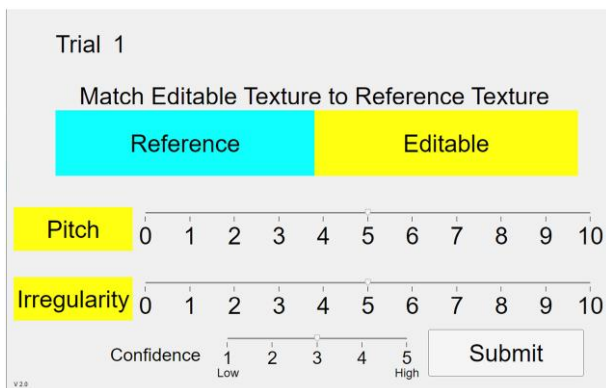 Trial 1
Match Editable Texture to Reference Texture
Reference Editable
Pitch 0 1 2 3 4 5 6 7 8 9 10
Irregularity 0 1 2 3 4 5 6 7 8 9 10
Confidence 1 2 3 4 5 Submit
Low High
V 2.0